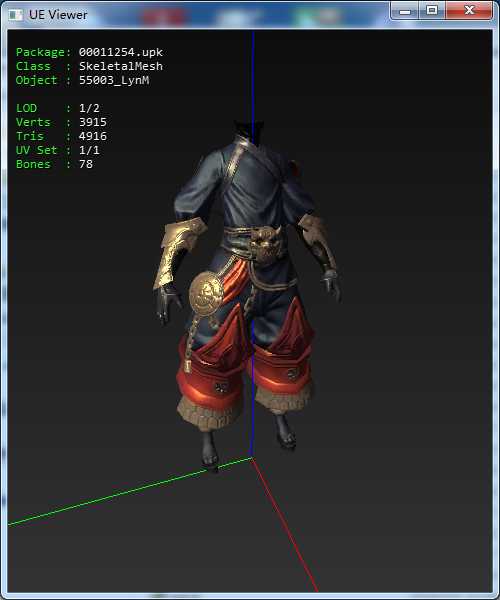 UE Viewer
Package: 00011254.upk
Class : SkeletalMesh
Object : 55003_LynM
LOD : 1/2
Verts : 3915
Tris : 4916
UV Set : 1/1
Bones : 78